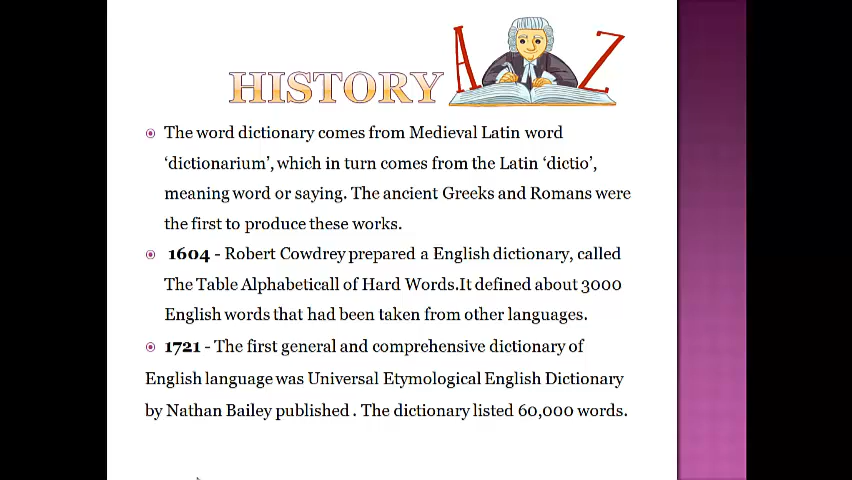 A Z
HISTORY
The word dictionary comes from Medieval Latin word
‘dictionarium’, which in turn comes from the Latin ‘dictio’,
meaning word or saying. The ancient Greeks and Romans were
the first to produce these works.
1604 - Robert Cowdrey prepared a English dictionary, called
The Table Alphabeticall of Hard Words.It defined about 3000
English words that had been taken from other languages.
1721 - The first general and comprehensive dictionary of
English language was Universal Etymological English Dictionary
by Nathan Bailey published . The dictionary listed 60,000 words.